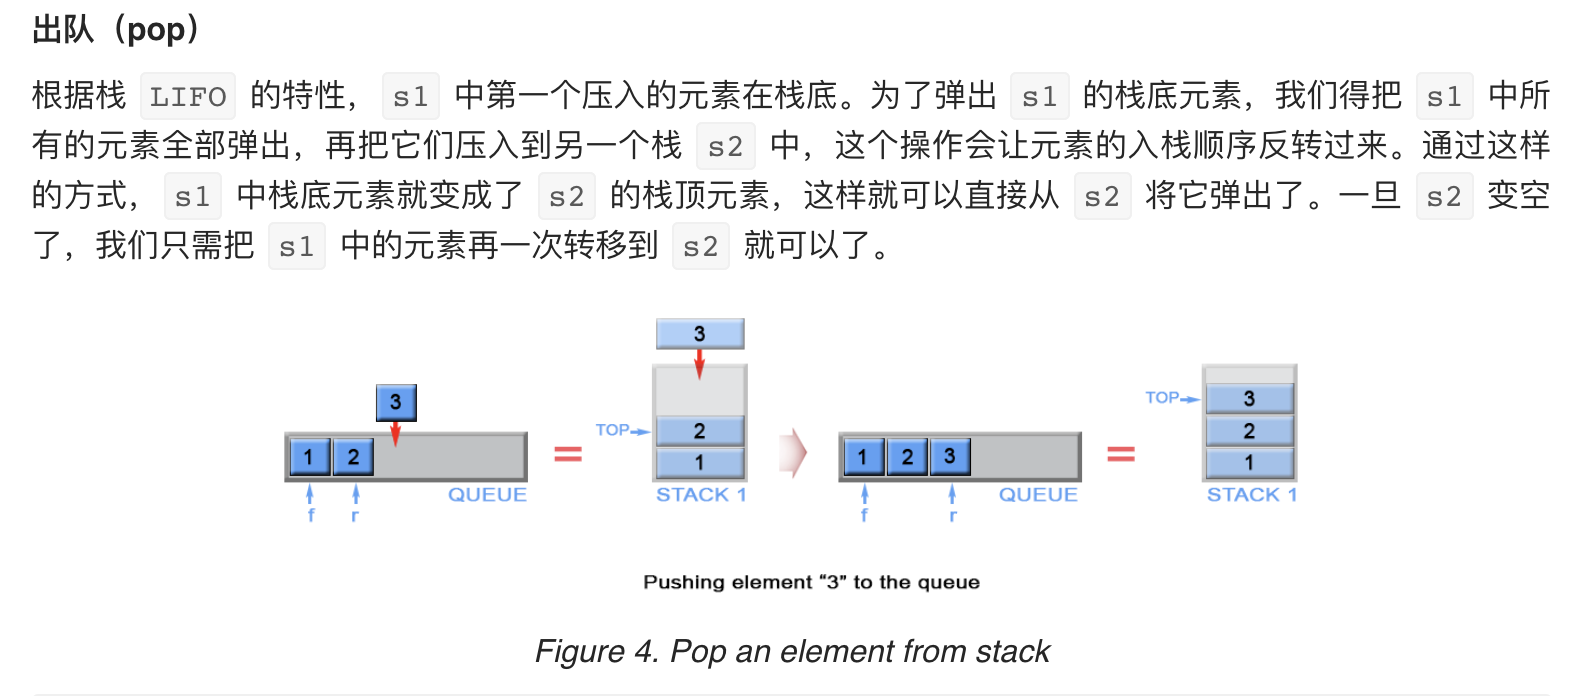 出队（pop）
根据栈 LIFO 的特性， s1 中第一个压入的元素在栈底。为了弹出 s1 的栈底元素，我们得把 s1 中所
有的元素全部弹出，再把它们压入到另一个栈 s2 中，这个操作会让元素的入栈顺序反转过来。通过这样
的方式， s1 中栈底元素就变成了 s2 的栈顶元素，这样就可以直接从 s2 将它弹出了。一旦 s2 变空
了，我们只需把 s1 中的元素再一次转移到 s2 就可以了。
3
1 2
QUEUE
f r
=
3
TOP
2
1
STACK 1
1 2 3
QUEUE
f r
=
TOP
3
2
1
STACK 1
Pushing element “3” to the queue
Figure 4. Pop an element from stack